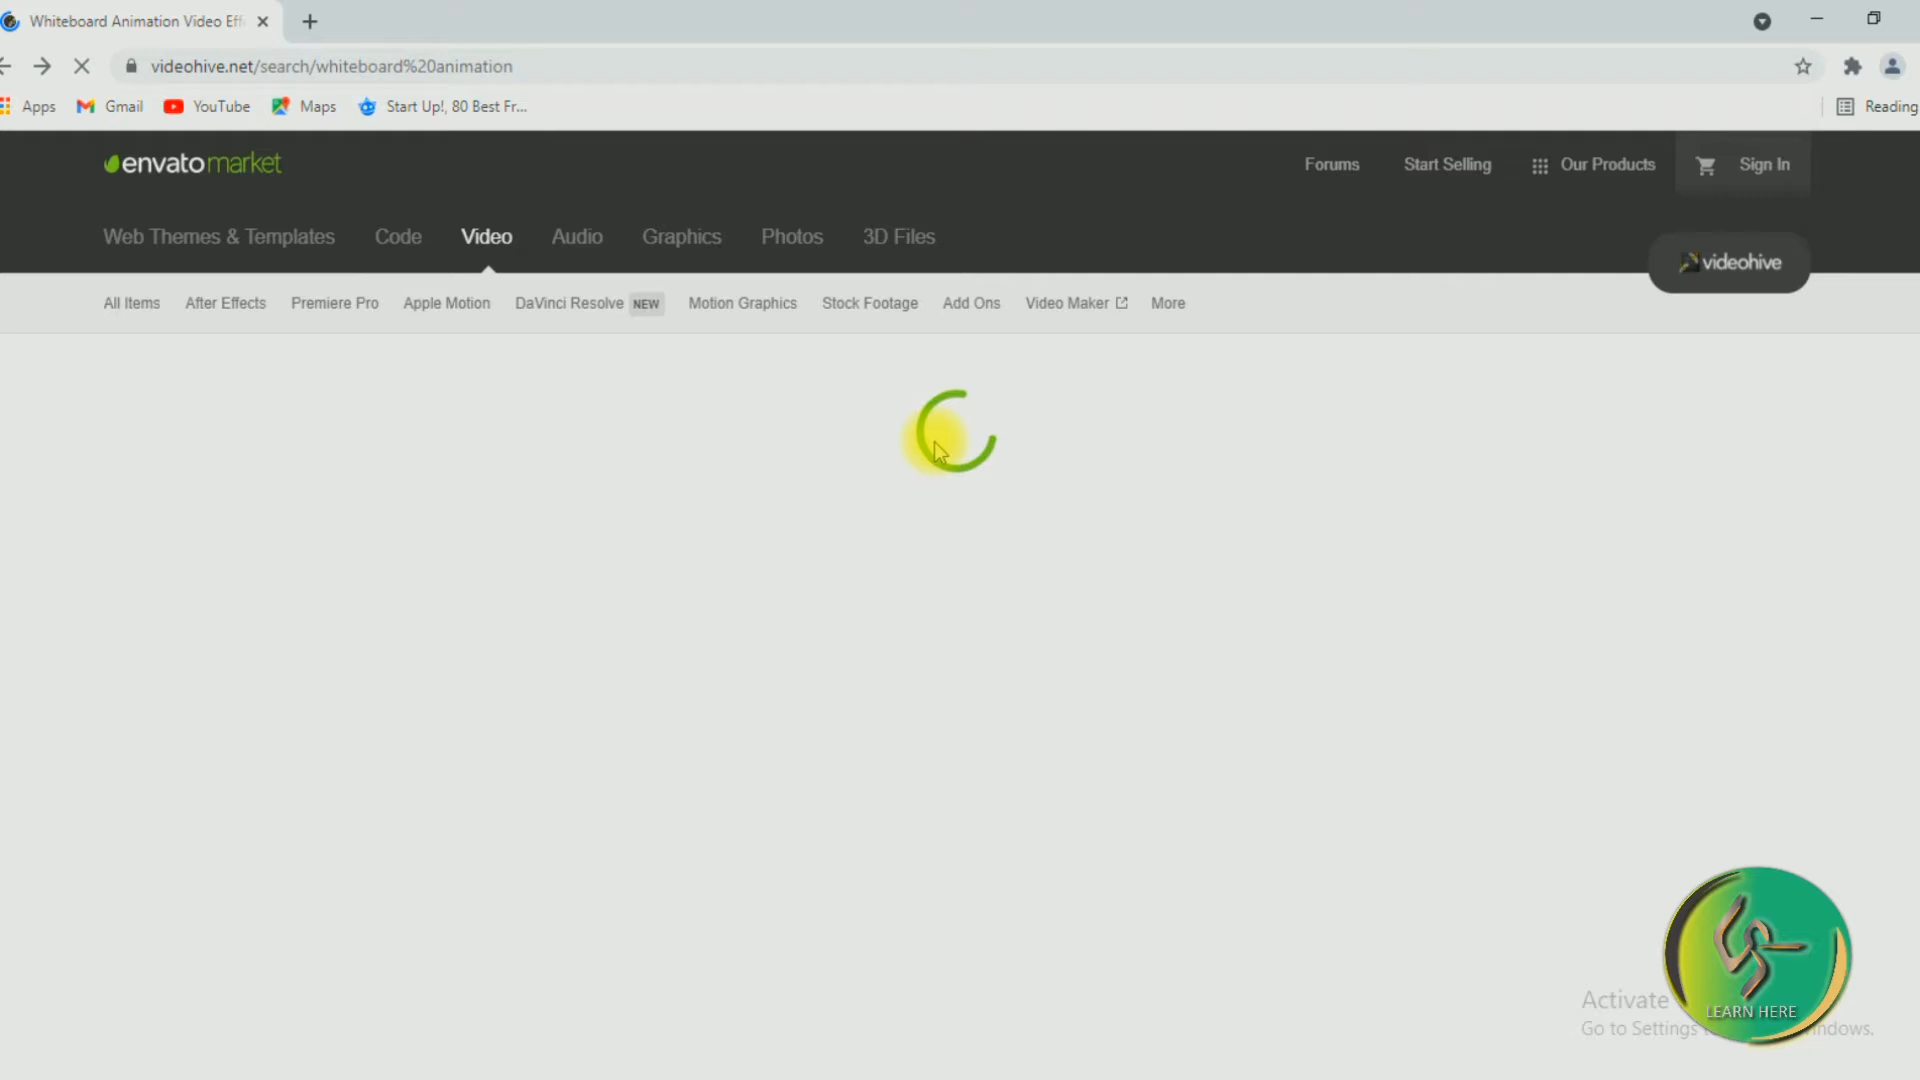 Whiteboard Animation Video Eff
videohive.net/search/whiteboard%20animation
Apps Gmail YouTube Maps Start Up!, 80 Best Fr... Reading
envato market
Forums Start Selling Our Products Sign In
Web Themes & Templates Code Video Audio Graphics Photos 3D Files
videohive
All Items After Effects Premiere Pro Apple Motion DaVinci Resolve NEW Motion Graphics Stock Footage Add Ons Video Maker More
Activate
LEARN HERE
Go to Settings ndows.